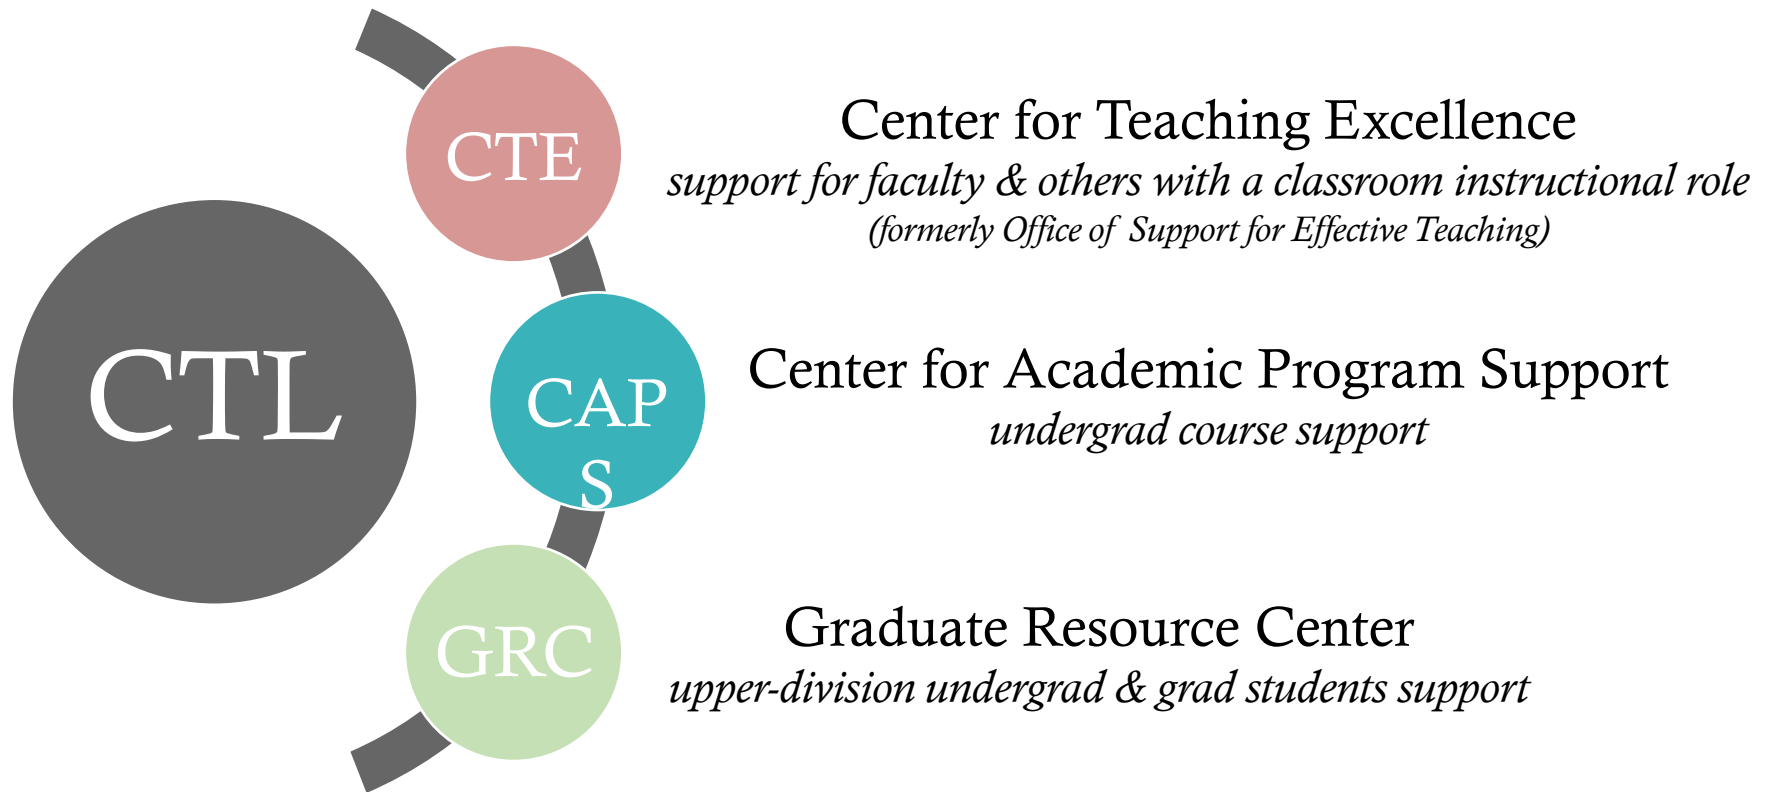 CTL
CTE
Center for Teaching Excellence
support for faculty & others with a classroom instructional role
(formerly Office of Support for Effective Teaching)
CAP
S
Center for Academic Program Support
undergrad course support
GRC
Graduate Resource Center
upper-division undergrad & grad students support